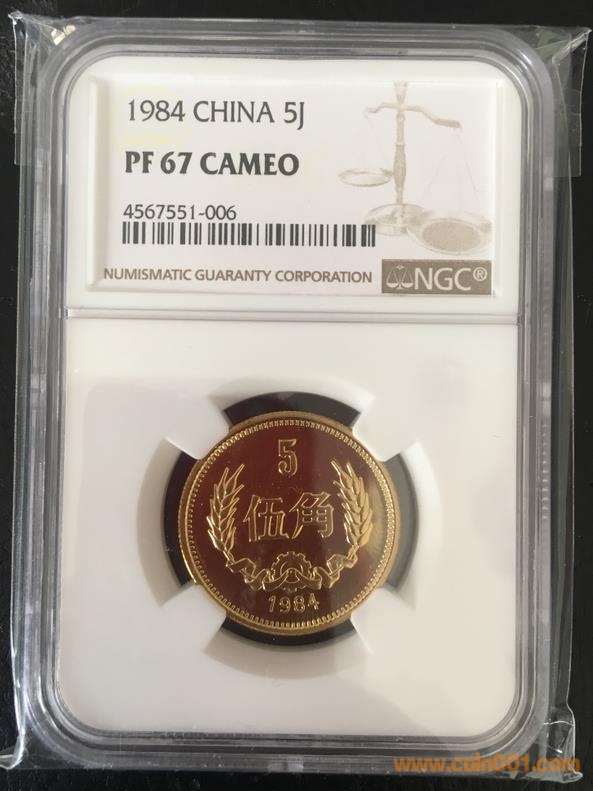 1984 CHINA 5J
PF 67 CAMEO
4567551-006
NUMISMATIC GUARANTY CORPORATION
NGC®
5
伍角
1984
www.coin001.com